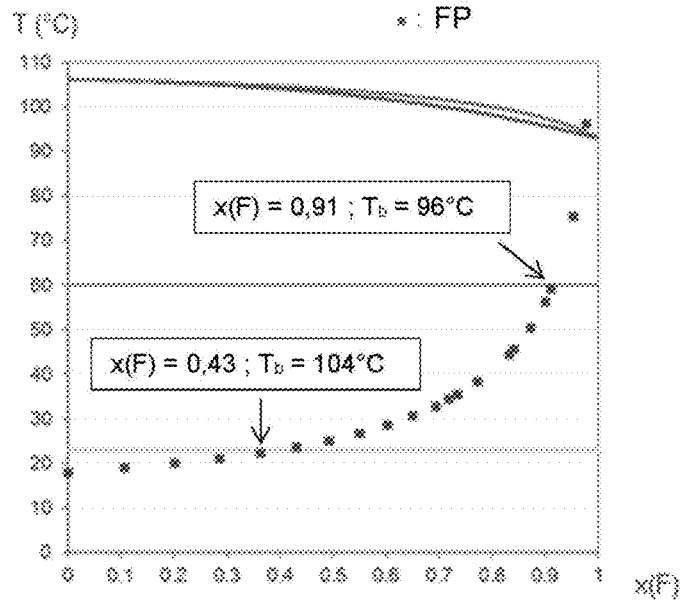 T (°C)
▪ : FP
110
100
90
80
70
60
50
40
30
20
10
0
x(F) = 0,91 ; Tb = 96°C
x(F) = 0,43 ; Tb = 104°C
0 0.1 0.2 0.3 0.4 0.5 0.6 0.7 0.8 0.9 1
x(F)